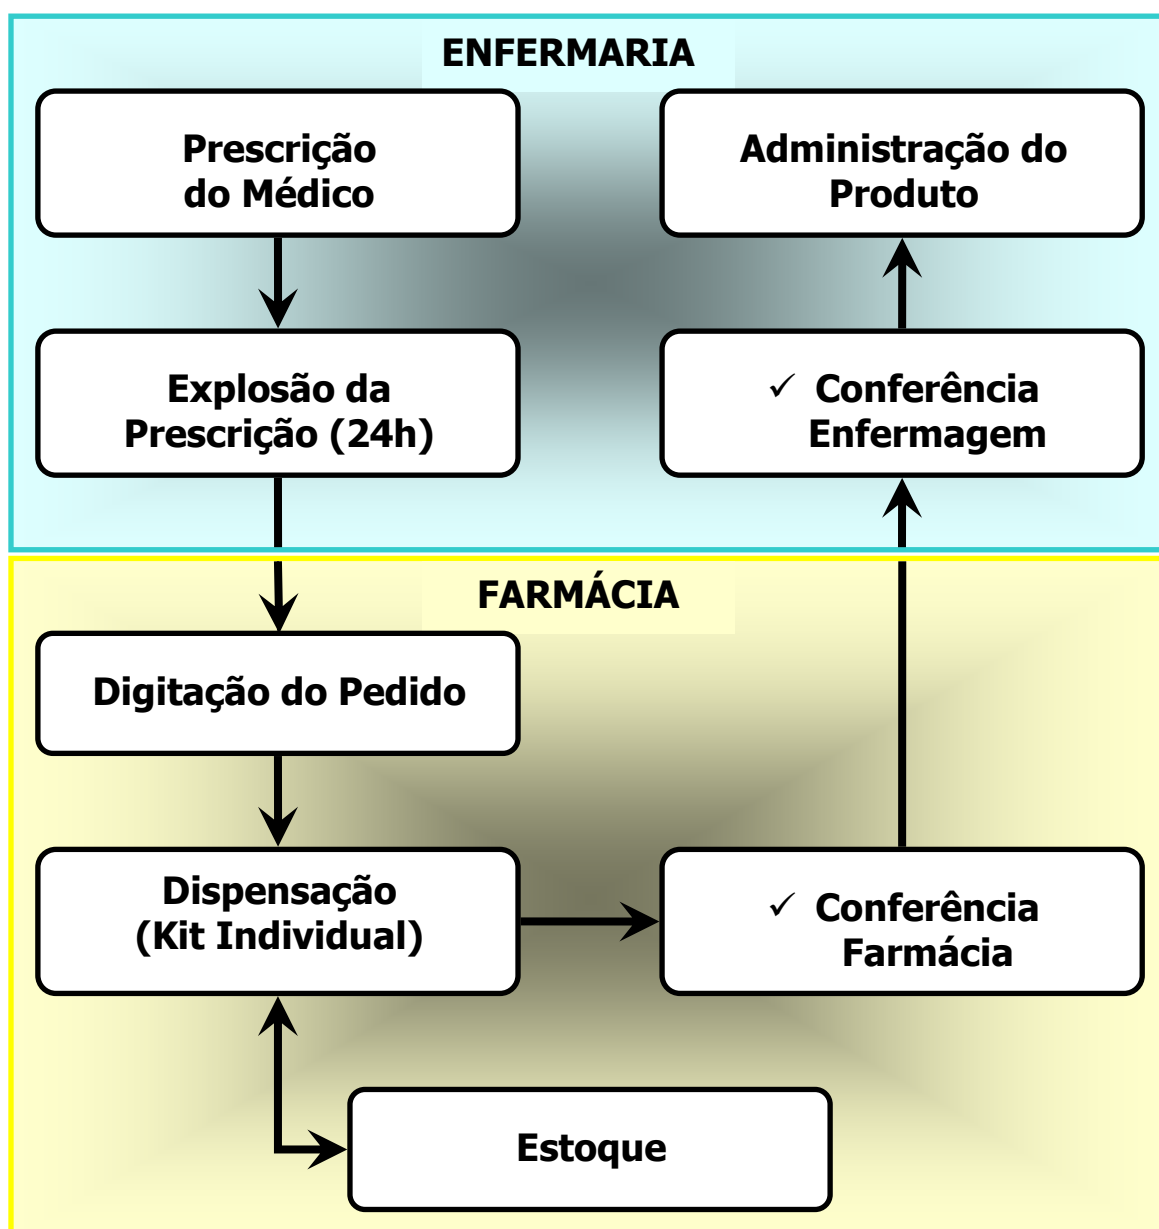 ENFERMARIA
Prescrição
do Médico
Administração do
Produto
Explosão da
Prescrição (24h)
✓ Conferência
Enfermagem
FARMÁCIA
Digitação do Pedido
Dispensação
(Kit Individual)
✓ Conferência
Farmácia
Estoque